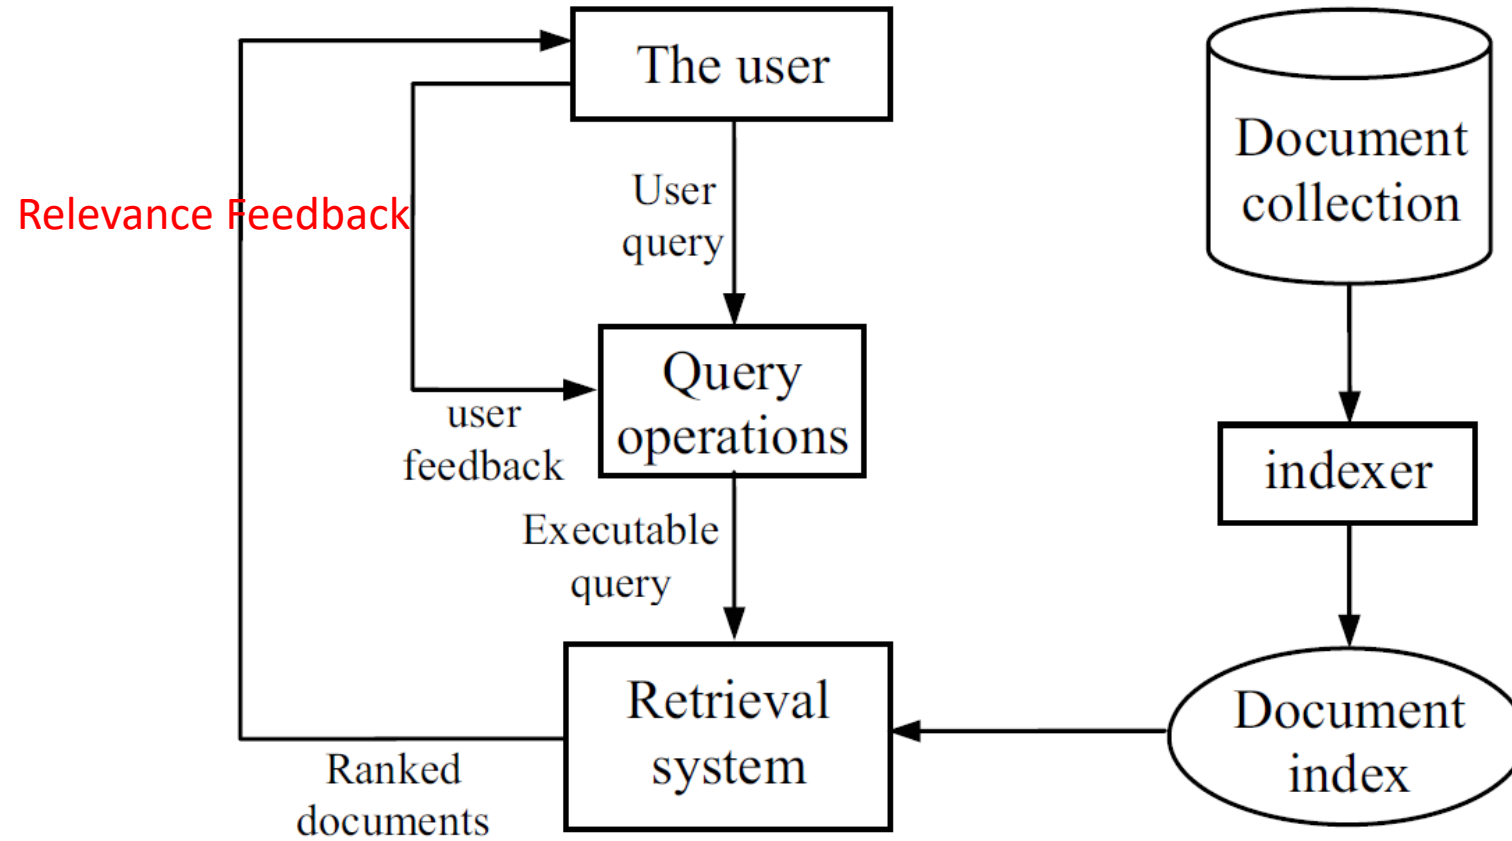 The user
Document
collection
User
query
Relevance Feedback
Query
operations
user
feedback
indexer
Executable
query
Retrieval
system
Document
index
Ranked
documents